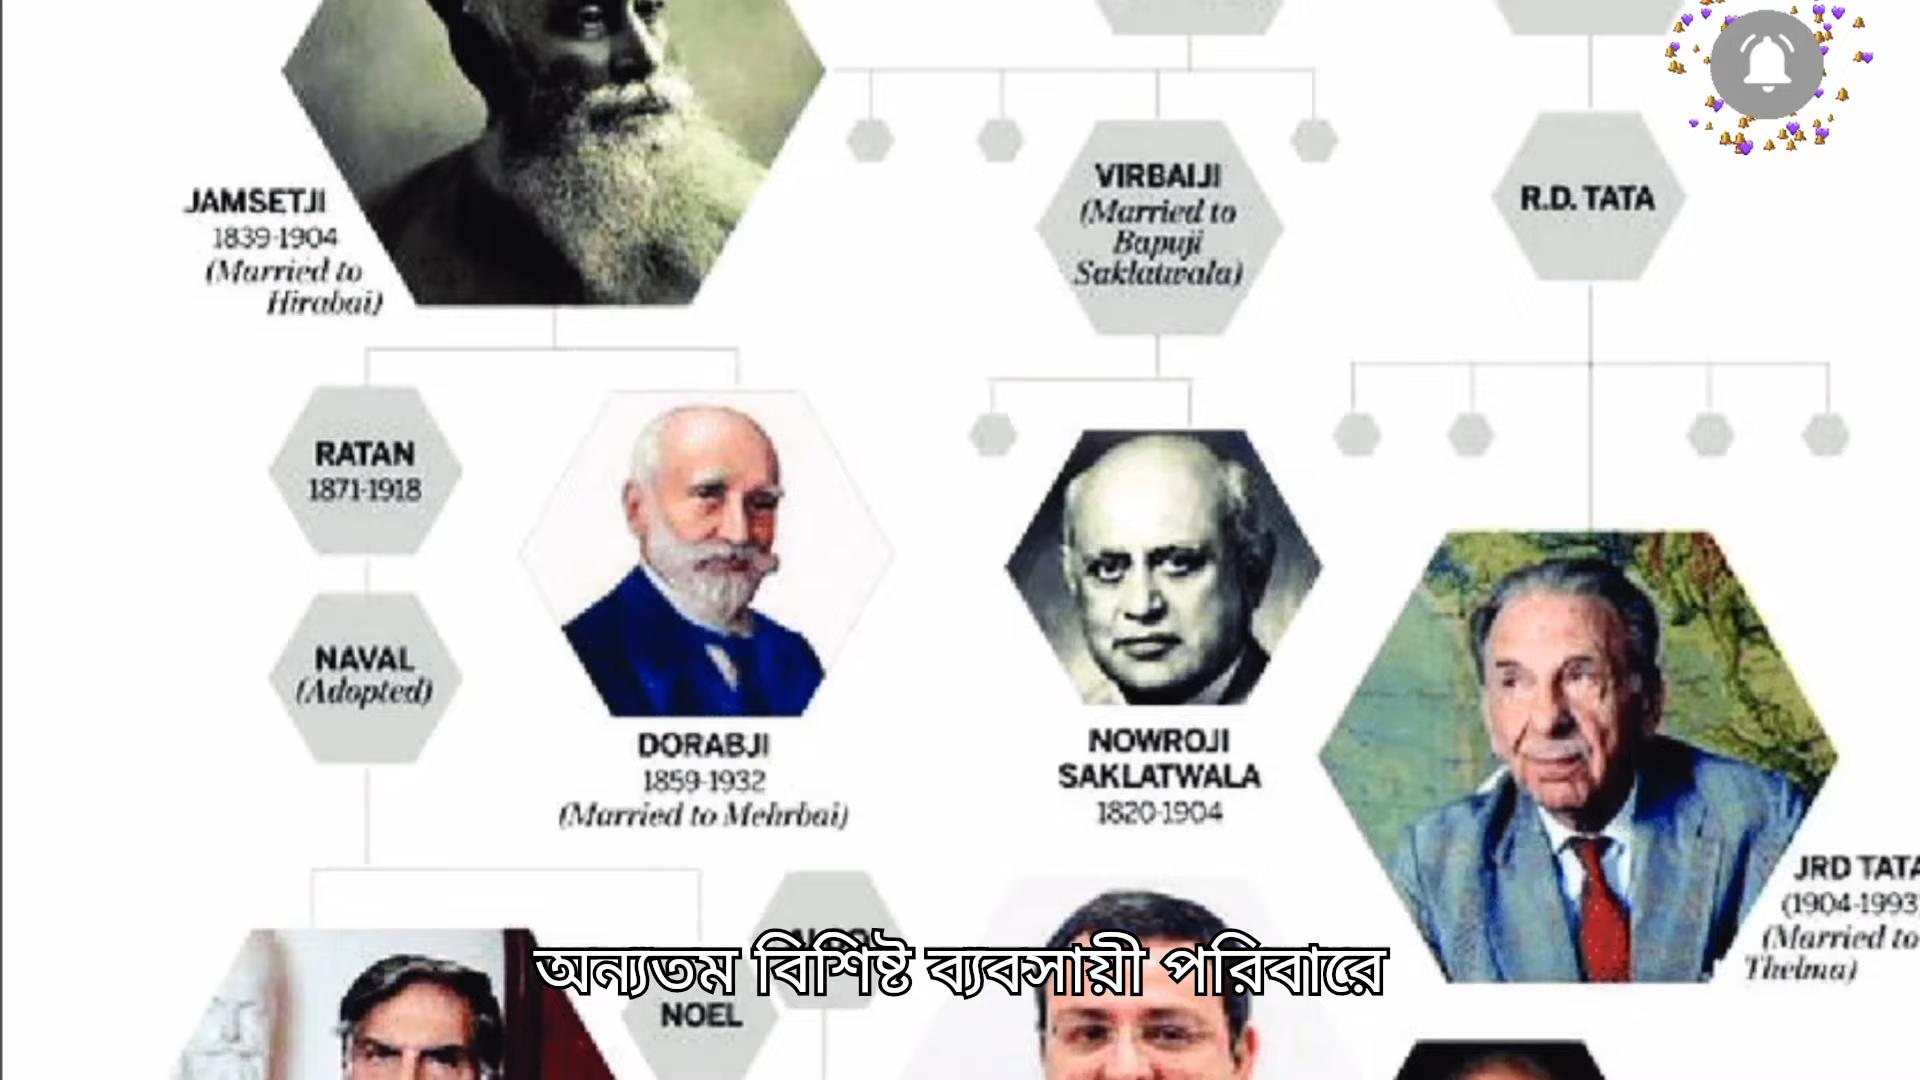 JAMSETJI
1839-1904
(Married to
Hirabai)
VIRBAIJI
(Married to
Bapuji
Saklatwala)
R.D. TATA
RATAN
1871-1918
NAVAL
(Adopted)
DORABJI
1859-1932
(Married to Mehrbai)
NOWROJI
SAKLATWALA
1820-1904
JRD TATA
(1904-1993
(Married to
Thelma)
NOEL
অন্যতম বিশিষ্ট ব্যবসায়ী পরিবারে